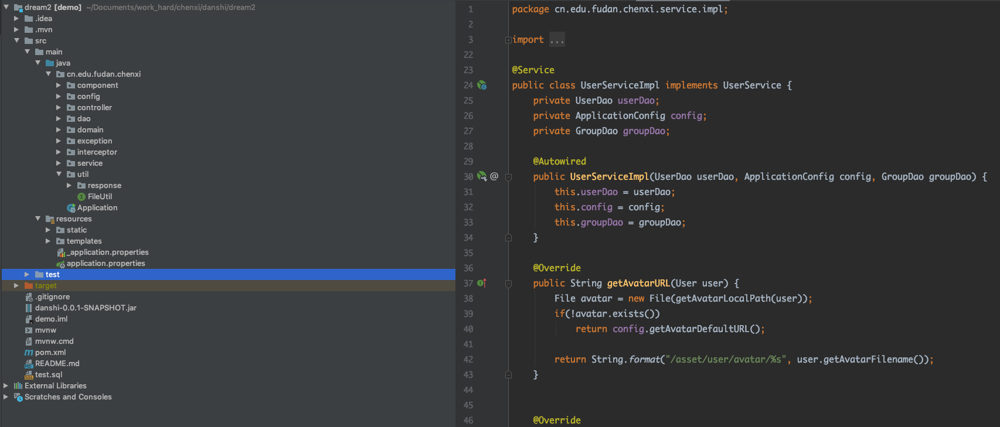 dream2 [demo] ~/Documents/work_hard/chenxi/danshi/dream2
.idea
.mvn
src
main
java
cn.edu.fudan.chenxi
component
config
controller
dao
domain
exception
interceptor
service
util
response
FileUtil
Application
resources
static
templates
_application.properties
application.properties
test
target
.gitignore
danshi-0.0.1-SNAPSHOT.jar
demo.iml
mvnw
mvnw.cmd
pom.xml
README.md
test.sql
External Libraries
Scratches and Consoles
1 package cn.edu.fudan.chenxi.service.impl;
2
3 import ...
22
23 @Service
24 public class UserServiceImpl implements UserService {
25 private UserDao userDao;
26 private ApplicationConfig config;
27 private GroupDao groupDao;
28
29 @Autowired
30 @ public UserServiceImpl(UserDao userDao, ApplicationConfig config, GroupDao groupDao) {
31 this.userDao = userDao;
32 this.config = config;
33 this.groupDao = groupDao;
34 }
35
36 @Override
37 public String getAvatarURL(User user) {
38 File avatar = new File(getAvatarLocalPath(user));
39 if(!avatar.exists())
40 return config.getAvatarDefaultURL();
41
42 return String.format("/asset/user/avatar/%s", user.getAvatarFilename());
43 }
44
45
46 @Override